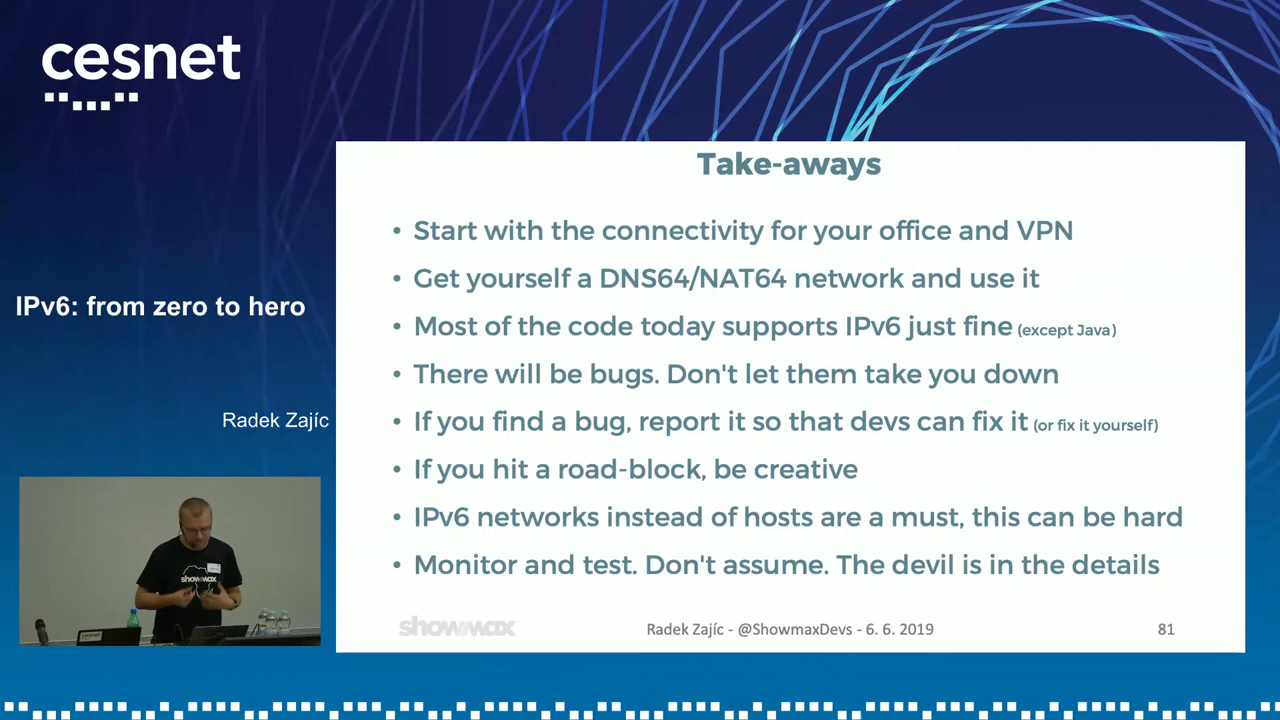 cesnet
Take-aways
• Start with the connectivity for your office and VPN
• Get yourself a DNS64/NAT64 network and use it
IPv6: from zero to hero
• Most of the code today supports IPv6 just fine (except Java)
• There will be bugs. Don't let them take you down
Radek Zajíc
• If you find a bug, report it so that devs can fix it (or fix it yourself)
• If you hit a road-block, be creative
• IPv6 networks instead of hosts are a must, this can be hard
• Monitor and test. Don't assume. The devil is in the details
showmax
Radek Zajíc - @ShowmaxDevs - 6. 6. 2019
81
showmax
cesnet